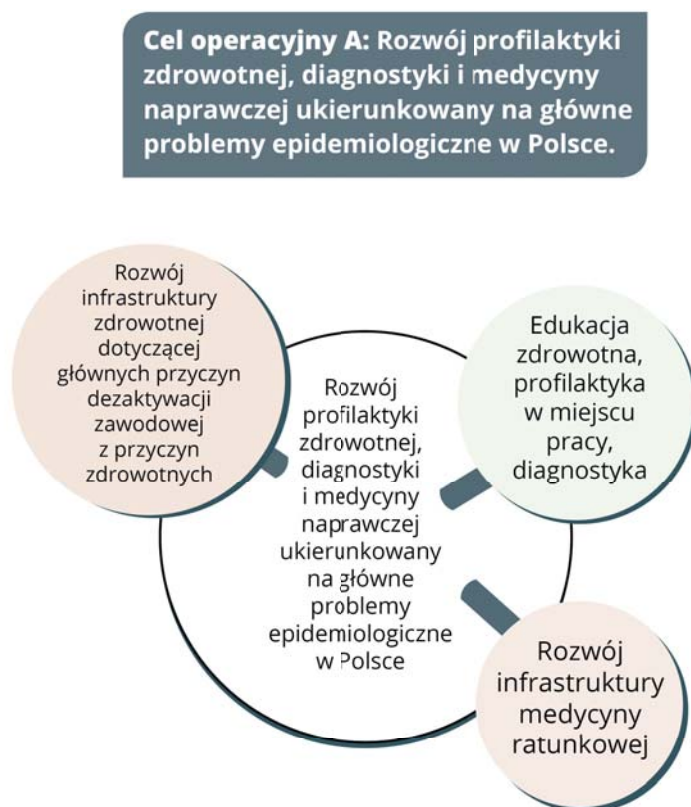 Cel operacyjny A: Rozwój profilaktyki
zdrowotnej, diagnostyki i medycyny
naprawczej ukierunkowany na główne
problemy epidemiologiczne w Polsce.
Rozwój
infrastruktury
zdrowotnej
dotyczącej
głównych przyczyn
dezaktywacji
zawodowej
z przyczyn
zdrowotnych
Rozwój
profilaktyki
zdrowotnej,
diagnostyki
i medycyny
naprawczej
ukierunkowany
na główne
problemy
epidemiologiczne
w Polsce
Edukacja
zdrowotna,
profilaktyka
w miejscu
pracy,
diagnostyka
Rozwój
infrastruktury
medycyny
ratunkowej